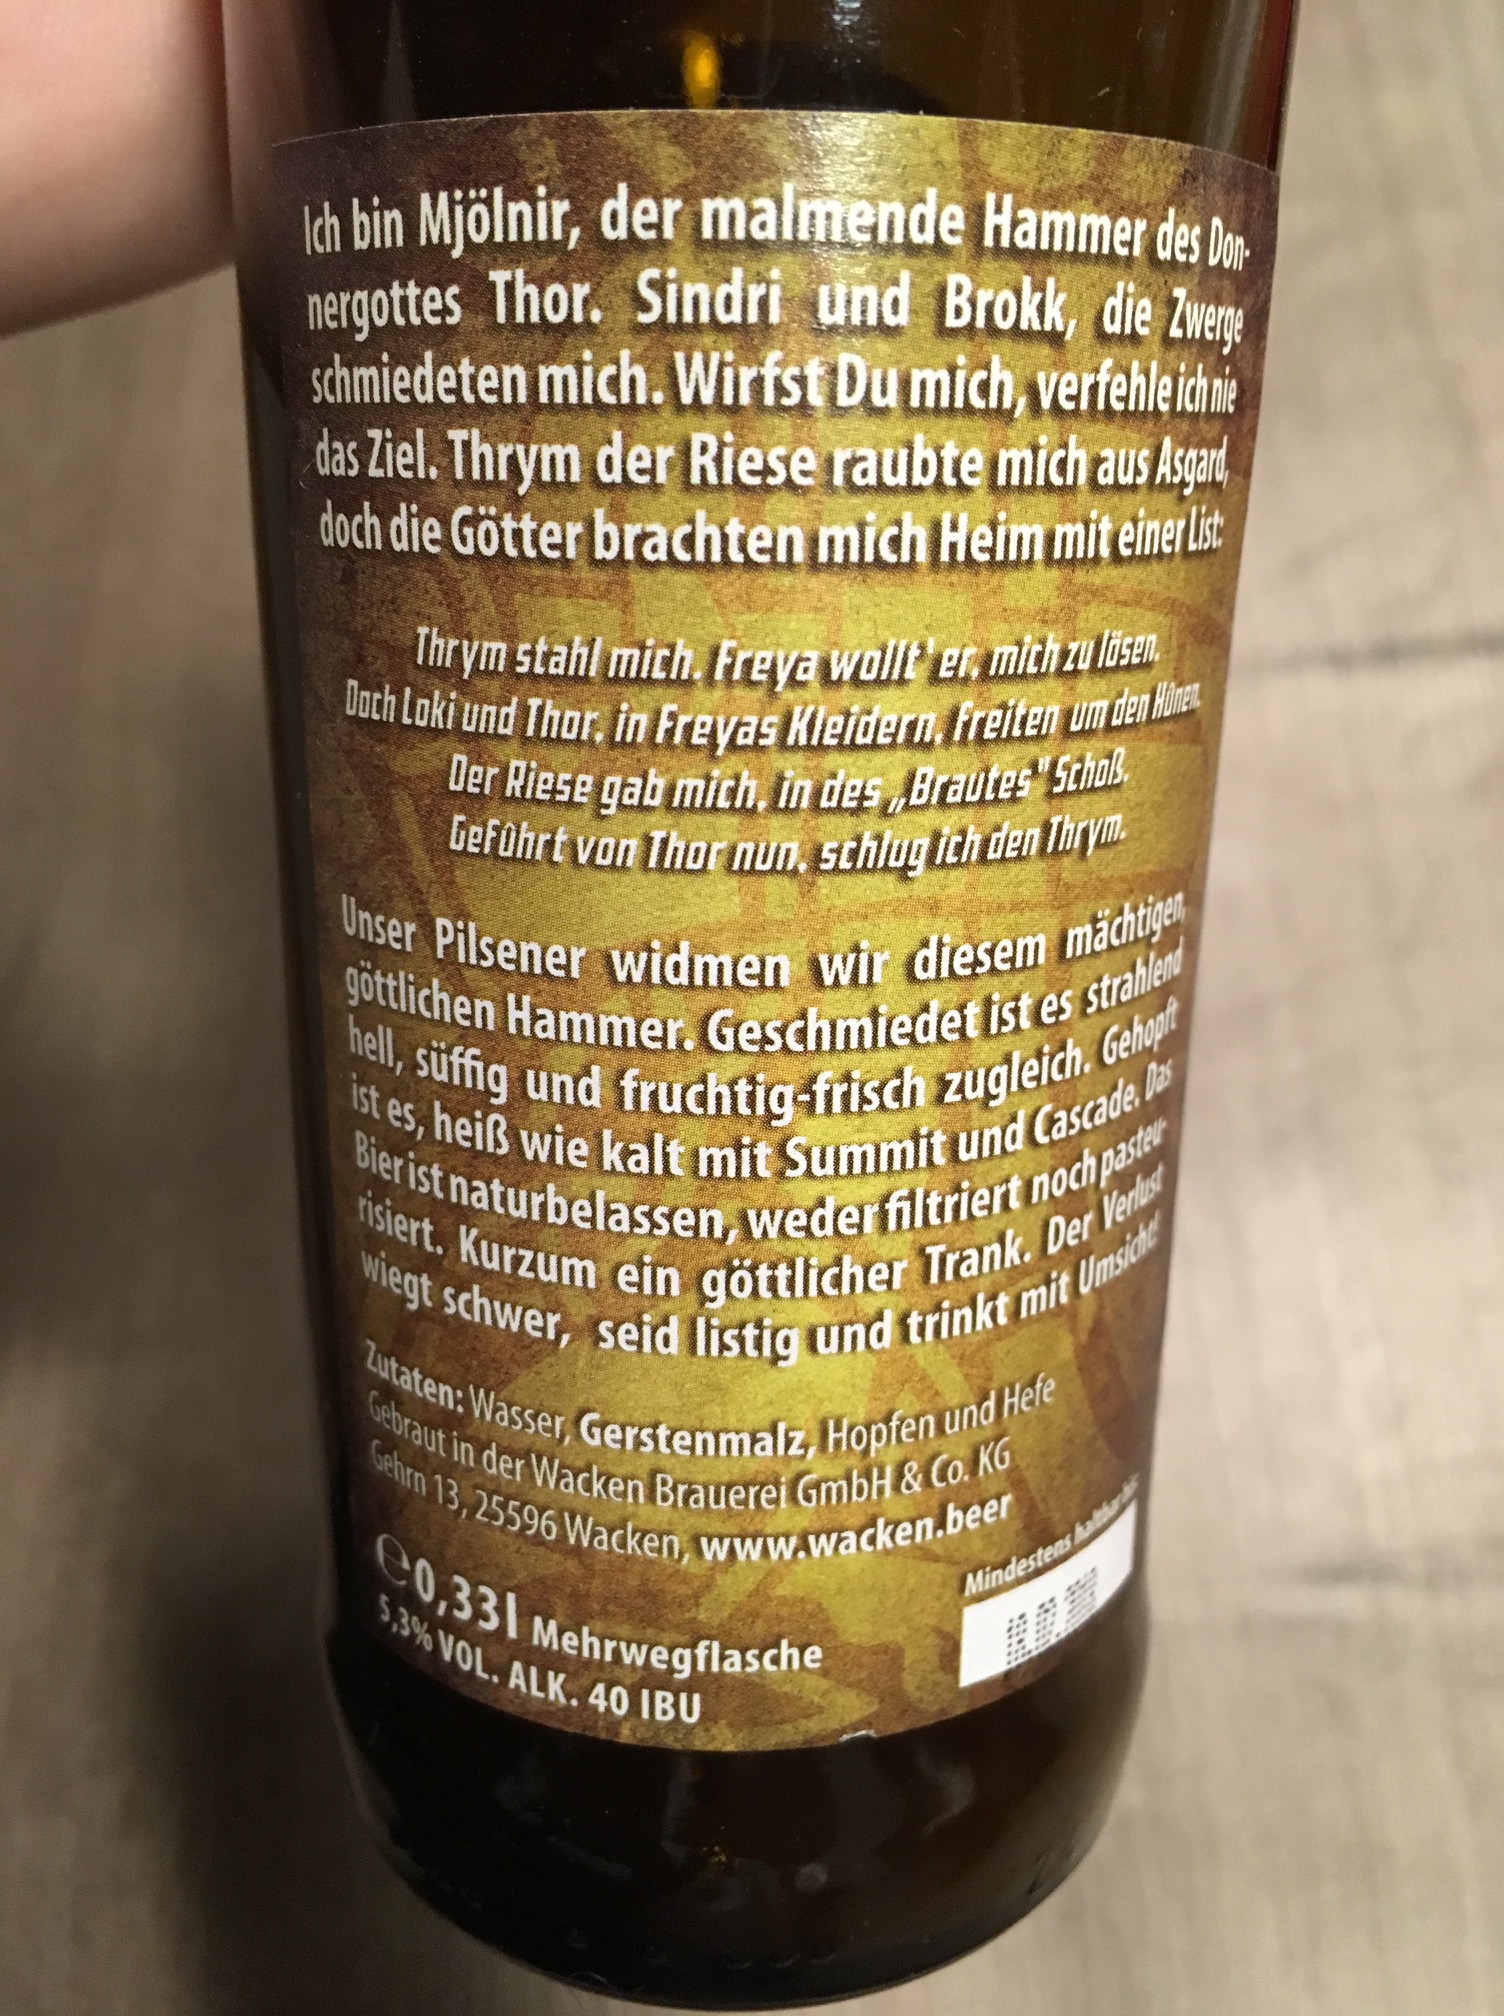 Ich bin Mjölnir, der malmende Hammer des Don-
nergottes Thor. Sindri und Brokk, die Zwerge
schmiedeten mich. Wirfst Du mich, verfehle ich nie
das Ziel. Thrym der Riese raubte mich aus Asgard,
doch die Götter brachten mich Heim mit einer List:
Thrym stahl mich. Freya wollt' er, mich zu lösen.
Doch Loki und Thor, in Freyas Kleidern, freiten um den Hünen.
Der Riese gab mich, in des „Brautes" Schoß.
Geführt von Thor nun, schlug ich den Thrym.
Unser Pilsener widmen wir diesem mächtigen,
göttlichen Hammer. Geschmiedet ist es strahlend
hell, süffig und fruchtig-frisch zugleich. Gehopft
ist es, heiß wie kalt mit Summit und Cascade. Das
Bier ist naturbelassen, weder filtriert noch pasteu-
risiert. Kurzum ein göttlicher Trank. Der Verlust
wiegt schwer, seid listig und trinkt mit Umsicht!
Zutaten: Wasser, Gerstenmalz, Hopfen und Hefe
Gebraut in der Wacken Brauerei GmbH & Co. KG
Gehrn 13, 25596 Wacken, www.wacken.beer
Mindestens haltbar bis:
℮0,33l Mehrwegflasche
5,3% VOL. ALK. 40 IBU